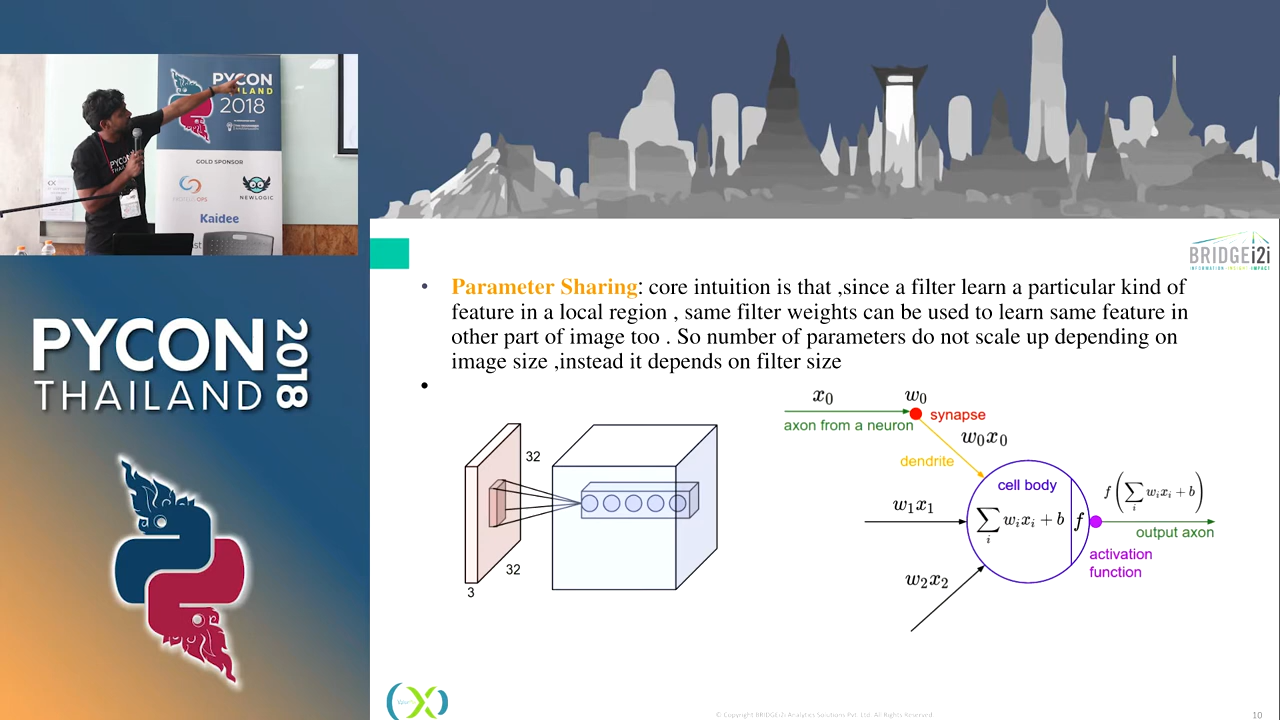 PYCON
THAILAND
2018
GOLD SPONSOR
NEWLOGIC
Kaidee
PYCON
THAILAND
2018
BRIDGEi2i
INFORMATION INSIGHT IMPACT
• Parameter Sharing: core intuition is that ,since a filter learn a particular kind of
feature in a local region , same filter weights can be used to learn same feature in
other part of image too . So number of parameters do not scale up depending on
image size ,instead it depends on filter size
•
32
32
3
x₀
w₀
axon from a neuron
synapse
w₀x₀
dendrite
cell body
w₁x₁
∑ᵢ wᵢxᵢ + b
f
f(∑ᵢ wᵢxᵢ + b)
output axon
activation
function
w₂x₂
© Copyright BRIDGEi2i Analytics Solutions Pvt. Ltd. All Rights Reserved
10